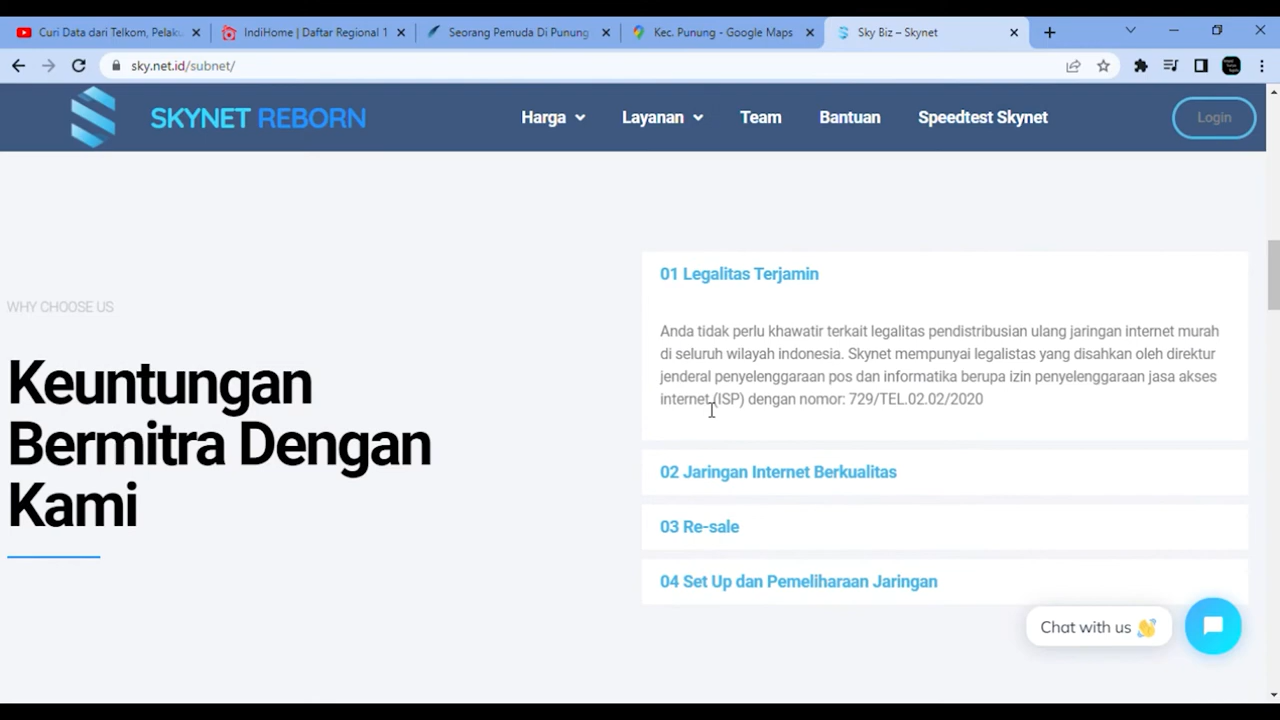 Curi Data dari Telkom, Pelaku
IndiHome | Daftar Regional 1
Seorang Pemuda Di Punung
Kec. Punung - Google Maps
Sky Biz – Skynet
sky.net.id/subnet/
SKYNET REBORN
Harga
Layanan
Team
Bantuan
Speedtest Skynet
Login
WHY CHOOSE US
Keuntungan
Bermitra Dengan
Kami
01 Legalitas Terjamin
Anda tidak perlu khawatir terkait legalitas pendistribusian ulang jaringan internet murah
di seluruh wilayah indonesia. Skynet mempunyai legalistas yang disahkan oleh direktur
jenderal penyelenggaraan pos dan informatika berupa izin penyelenggaraan jasa akses
internet (ISP) dengan nomor: 729/TEL.02.02/2020
02 Jaringan Internet Berkualitas
03 Re-sale
04 Set Up dan Pemeliharaan Jaringan
Chat with us 👋